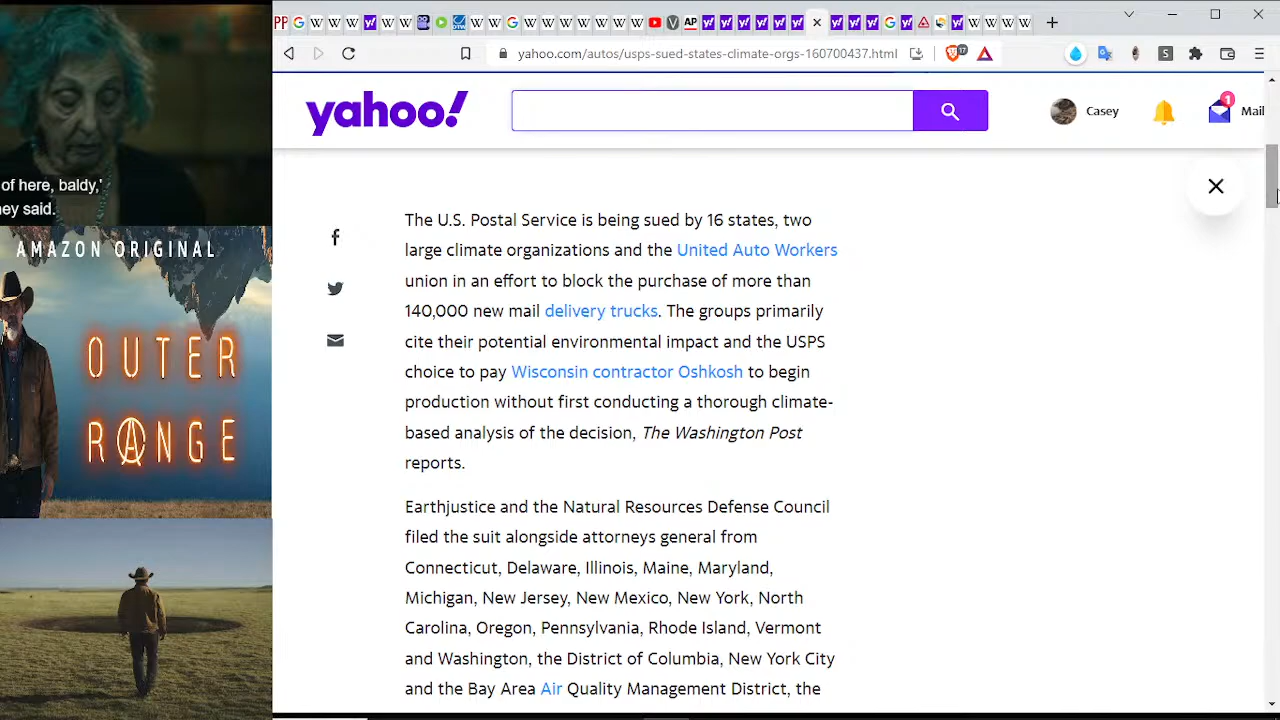 of here, baldy,'
ney said.
AMAZON ORIGINAL
OUTER
RANGE
yahoo.com/autos/usps-sued-states-climate-orgs-160700437.html
17
yahoo!
Casey
1
Mail
The U.S. Postal Service is being sued by 16 states, two
large climate organizations and the United Auto Workers
union in an effort to block the purchase of more than
140,000 new mail delivery trucks. The groups primarily
cite their potential environmental impact and the USPS
choice to pay Wisconsin contractor Oshkosh to begin
production without first conducting a thorough climate-
based analysis of the decision, The Washington Post
reports.
Earthjustice and the Natural Resources Defense Council
filed the suit alongside attorneys general from
Connecticut, Delaware, Illinois, Maine, Maryland,
Michigan, New Jersey, New Mexico, New York, North
Carolina, Oregon, Pennsylvania, Rhode Island, Vermont
and Washington, the District of Columbia, New York City
and the Bay Area Air Quality Management District, the